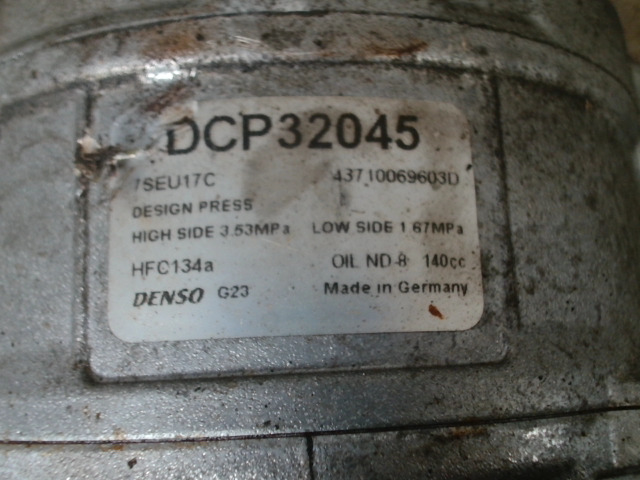 DCP32045
7SEU17C 43710069603D
DESIGN PRESS
HIGH SIDE 3.53MPa LOW SIDE 1.67MPa
HFC134a OIL ND-8 140cc
DENSO G23 Made in Germany